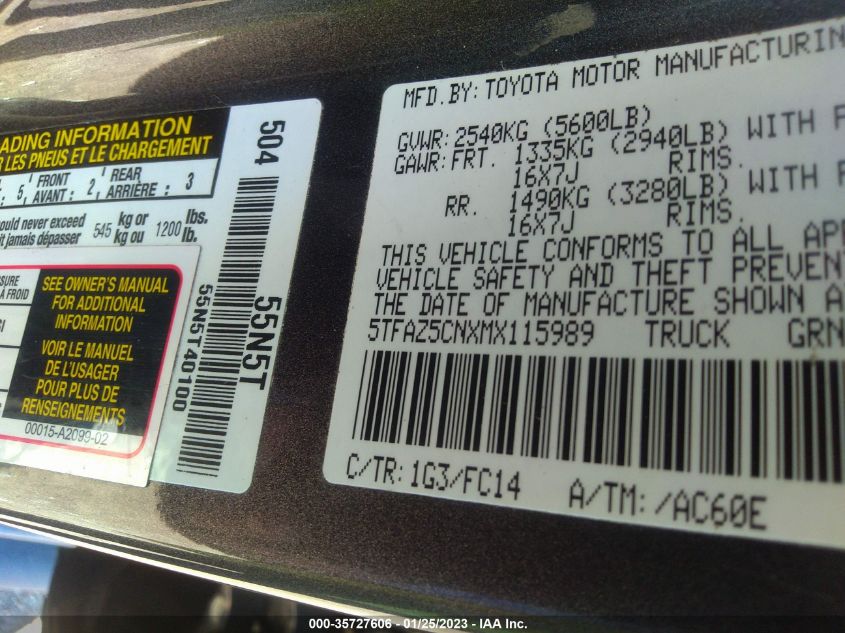 ADING INFORMATION
R LES PNEUS ET LE CHARGEMENT
: 5 FRONT AVANT : 2 REAR ARRIÈRE : 3
ould never exceed 545 kg or 1200 lbs.
it jamais dépasser kg ou lb.
SURE
A FROID
SEE OWNER'S MANUAL
FOR ADDITIONAL
INFORMATION
VOIR LE MANUEL
DE L'USAGER
POUR PLUS DE
RENSEIGNEMENTS
00015-A2099-02
504
55N5T
55N5T40100
MFD.BY:TOYOTA MOTOR MANUFACTURIN
GVWR:2540KG (5600LB)
GAWR:FRT. 1335KG (2940LB) WITH
16X7J RIMS.
RR. 1490KG (3280LB) WITH
16X7J RIMS.
THIS VEHICLE CONFORMS TO ALL
VEHICLE SAFETY AND THEFT PREVEN
THE DATE OF MANUFACTURE SHOWN A
5TFAZ5CNXMX115989 TRUCK GRN
C/TR:1G3/FC14 A/TM:/AC60E
000-35727606 - 01/25/2023 - IAA Inc.